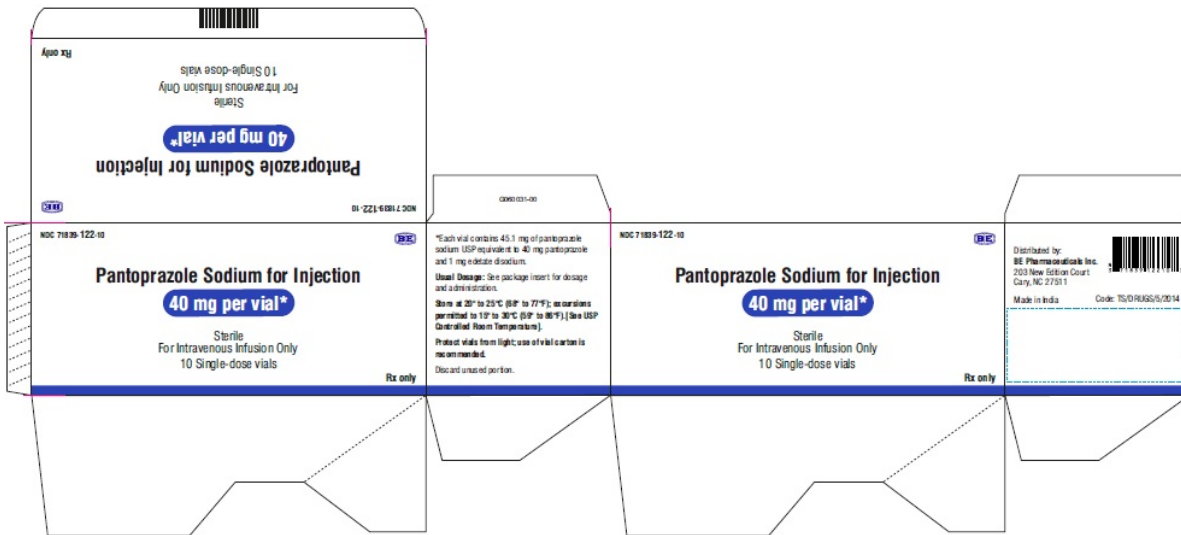 Rx only
10 Single-dose vials
For Intravenous Infusion Only
Sterile
40 mg per vial*
Pantoprazole Sodium for Injection
NDC 71839-122-10
BE
NDC 71839-122-10
BE
Pantoprazole Sodium for Injection
40 mg per vial*
Sterile
For Intravenous Infusion Only
10 Single-dose vials
Rx only
*Each vial contains 45.1 mg of pantoprazole
sodium USP equivalent to 40 mg pantoprazole
and 1 mg edetate disodium.
Usual Dosage: See package insert for dosage
and administration.
Store at 20° to 25°C (68° to 77°F); excursions
permitted to 15° to 30°C (59° to 86°F). [See USP
Controlled Room Temperature].
Protect vials from light; use of vial carton is
recommended.
Discard unused portion.
NDC 71839-122-10
BE
Pantoprazole Sodium for Injection
40 mg per vial*
Sterile
For Intravenous Infusion Only
10 Single-dose vials
Rx only
Distributed by:
BE Pharmaceuticals Inc.
203 New Edition Court
Cary, NC 27511
Made in India
Code: TS/DRUGS/5/2014